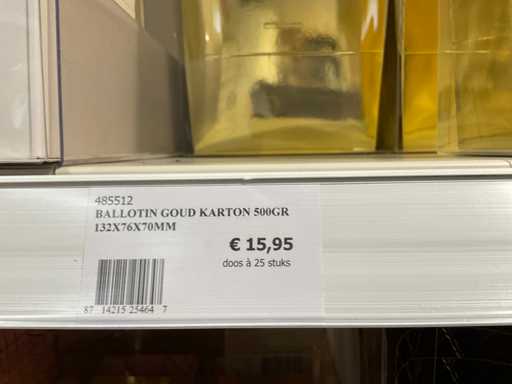 485512
BALLOTIN GOUD KARTON 500GR
132X76X70MM
€ 15,95
doos à 25 stuks
87 14215 25464 7